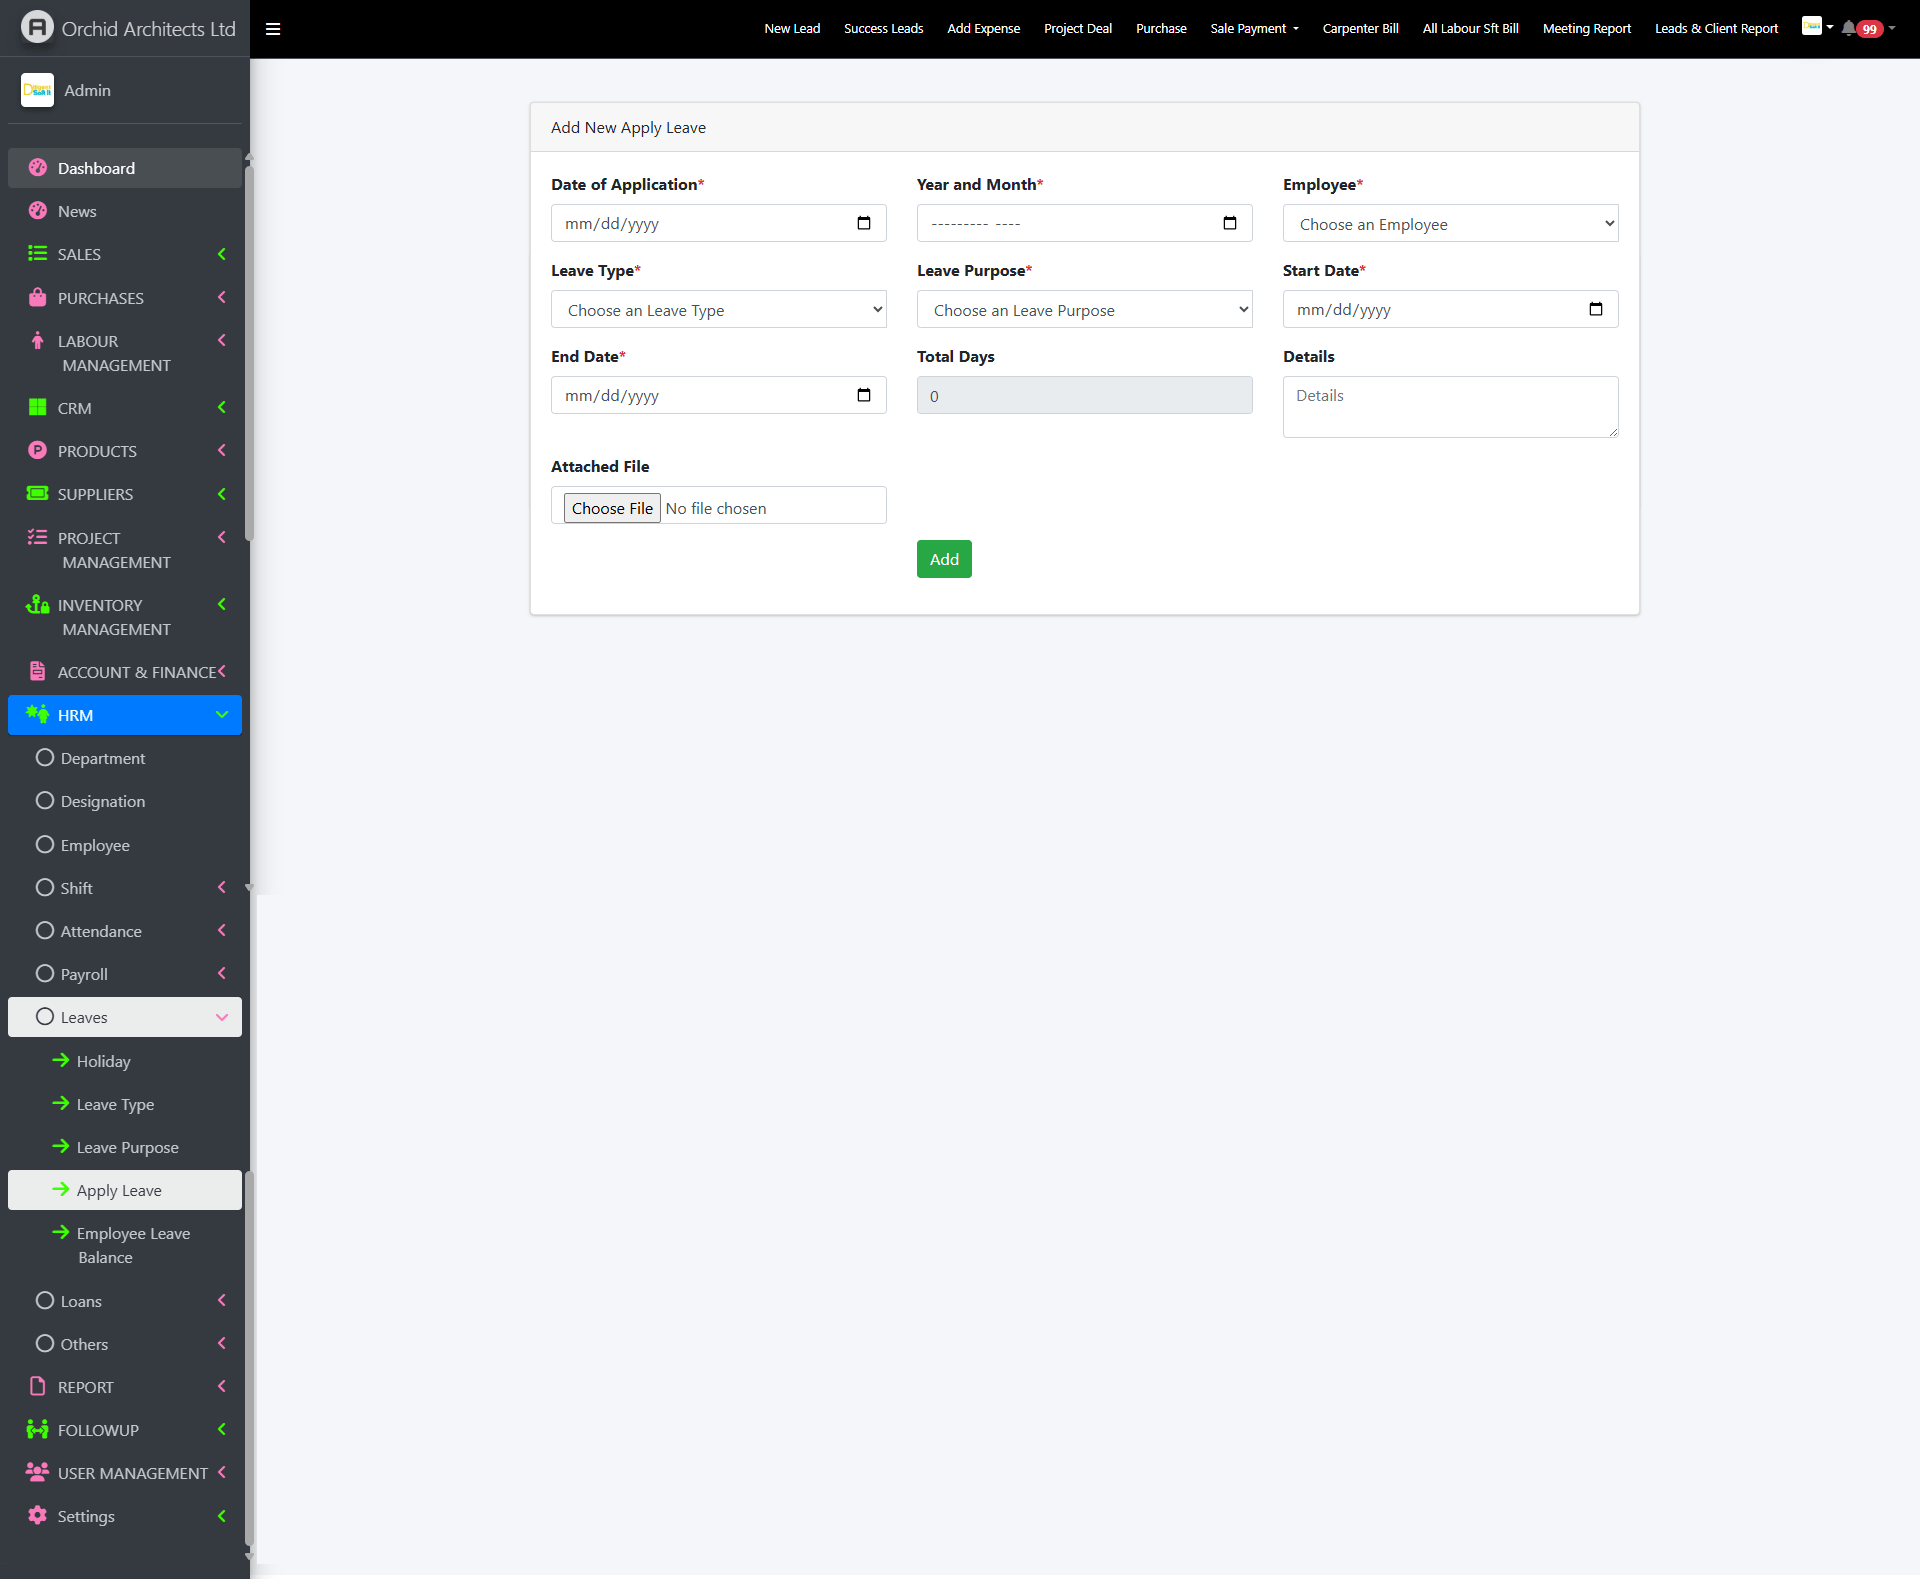 Orchid Architects Ltd
New Lead Success Leads Add Expense Project Deal Purchase Sale Payment Carpenter Bill All Labour Sft Bill Meeting Report Leads & Client Report 99
Admin
Dashboard
News
SALES
PURCHASES
LABOUR
MANAGEMENT
CRM
PRODUCTS
SUPPLIERS
PROJECT
MANAGEMENT
INVENTORY
MANAGEMENT
ACCOUNT & FINANCE
HRM
Department
Designation
Employee
Shift
Attendance
Payroll
Leaves
Holiday
Leave Type
Leave Purpose
Apply Leave
Employee Leave
Balance
Loans
Others
REPORT
FOLLOWUP
USER MANAGEMENT
Settings
Add New Apply Leave
Date of Application* Year and Month* Employee*
mm/dd/yyyy --------- ---- Choose an Employee
Leave Type* Leave Purpose* Start Date*
Choose an Leave Type Choose an Leave Purpose mm/dd/yyyy
End Date* Total Days Details
mm/dd/yyyy 0 Details
Attached File
Choose File No file chosen
Add